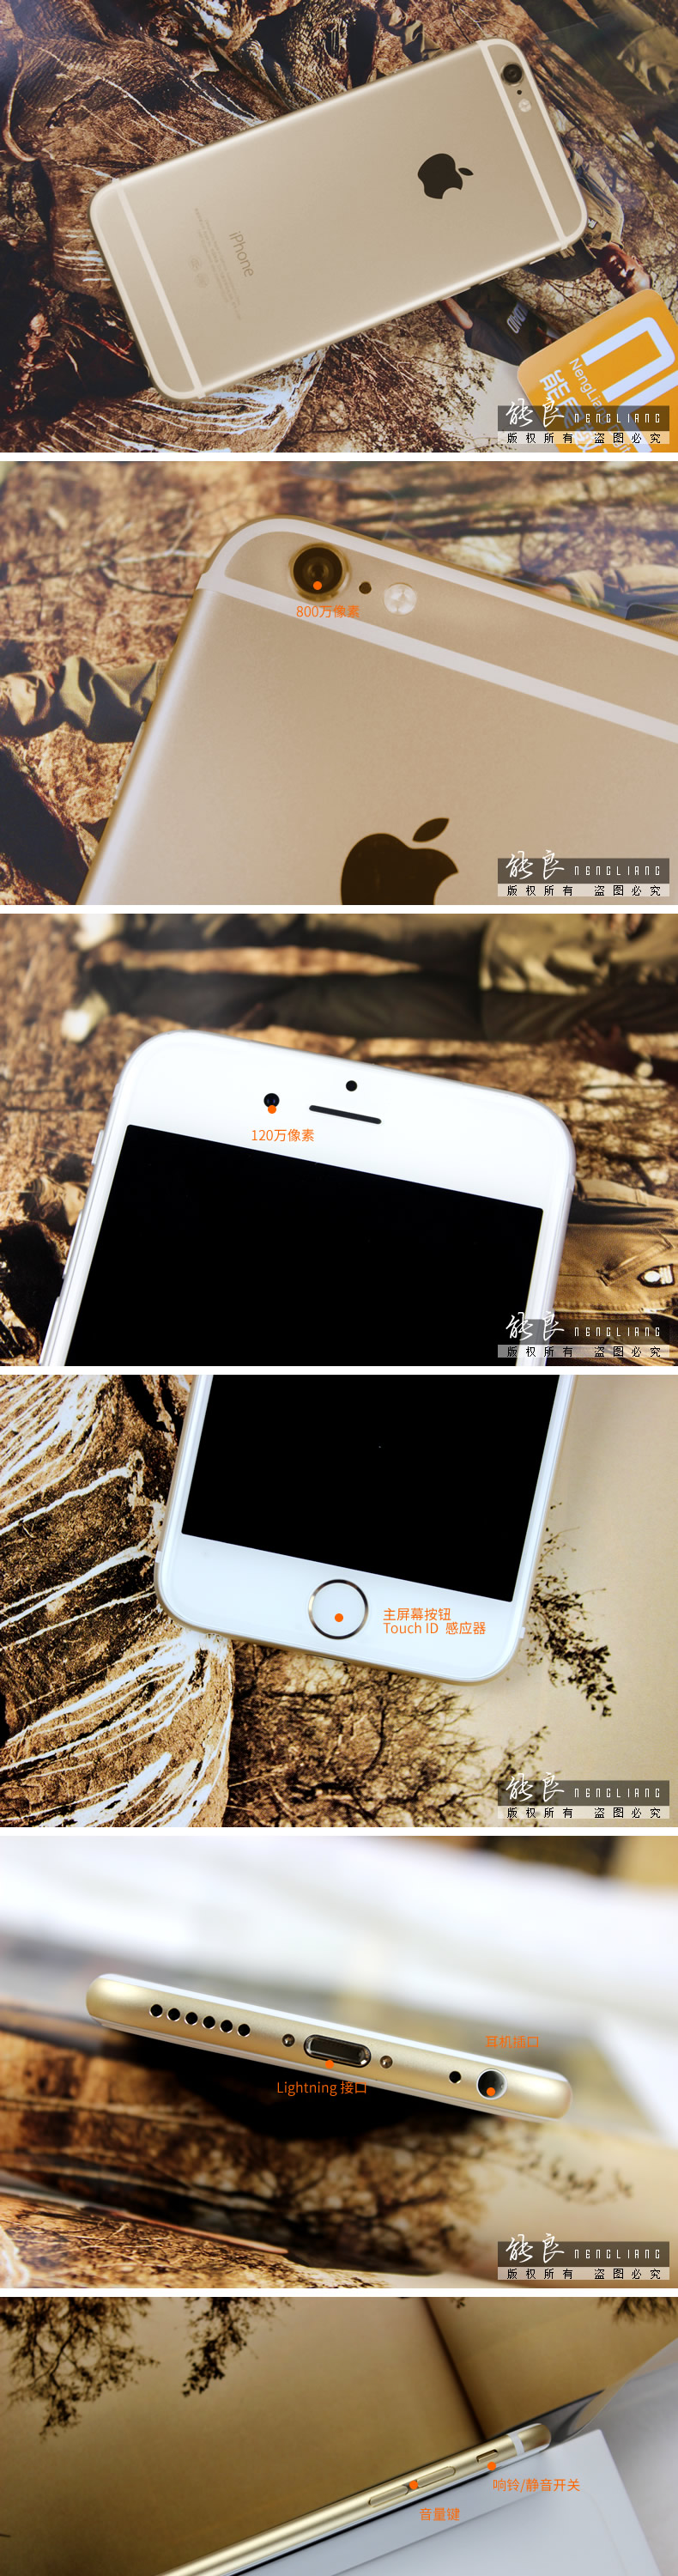 iPhone
NengLia
能良
能良 NENGLIANG
版权所有 盗图必究
800万像素
能良 NENGLIANG
版权所有 盗图必究
120万像素
能良 NENGLIANG
版权所有 盗图必究
主屏幕按钮
Touch ID 感应器
能良 NENGLIANG
版权所有 盗图必究
耳机插口
Lightning 接口
能良 NENGLIANG
版权所有 盗图必究
响铃/静音开关
音量键